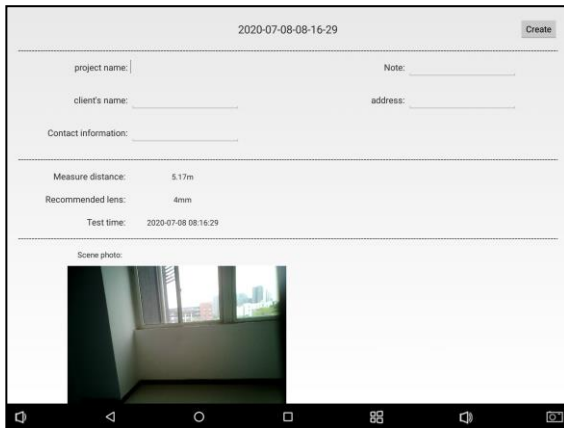 2020-07-08-08-16-29
Create
project name:
Note:
client's name:
address:
Contact information:
Measure distance: 5.17m
Recommended lens: 4mm
Test time: 2020-07-08 08:16:29
Scene photo: